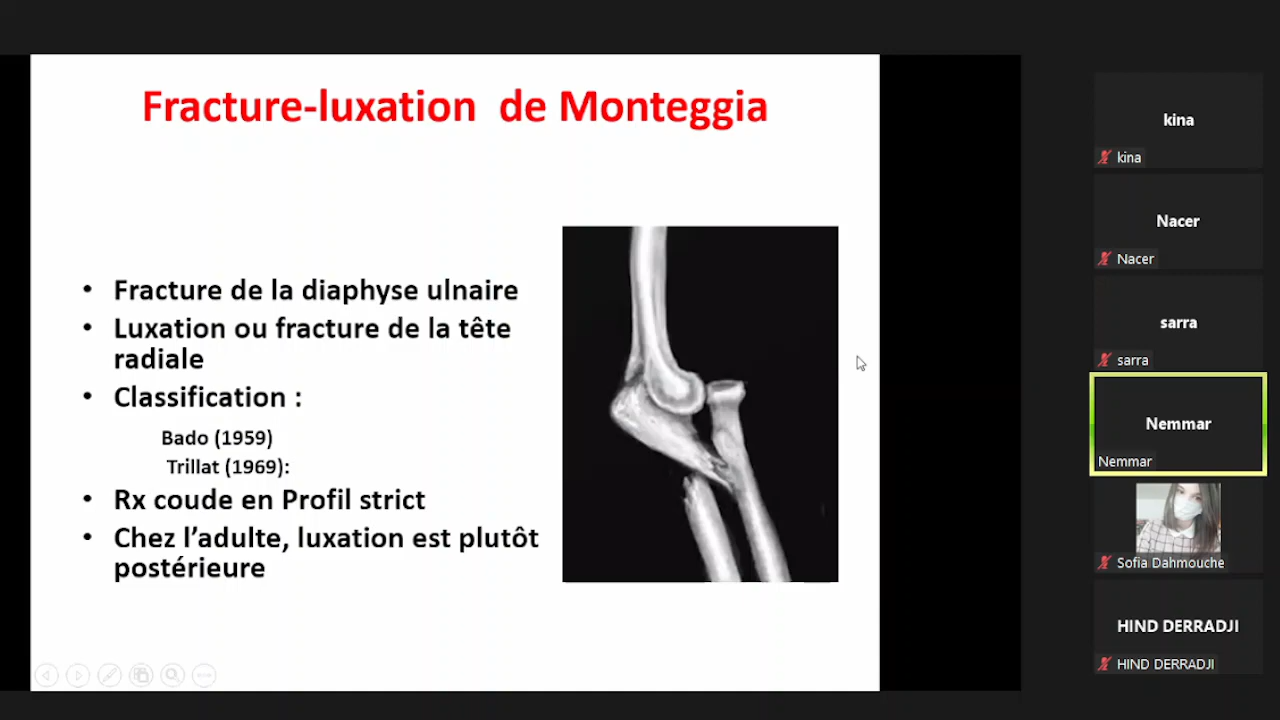 Fracture-luxation de Monteggia
• Fracture de la diaphyse ulnaire
• Luxation ou fracture de la tête
radiale
• Classification :
Bado (1959)
Trillat (1969):
• Rx coude en Profil strict
• Chez l’adulte, luxation est plutôt
postérieure
kina
kina
Nacer
Nacer
sarra
sarra
Nemmar
Nemmar
Sofia Dahmouche
HIND DERRADJI
HIND DERRADJI